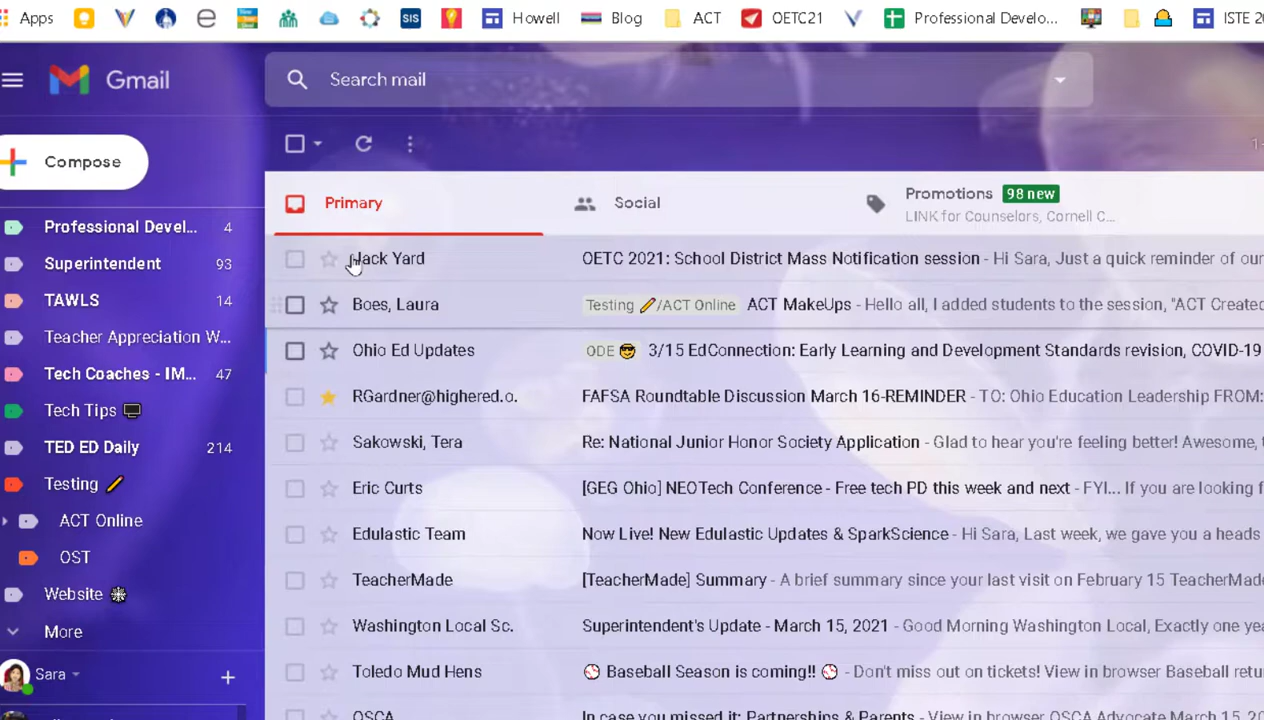 Apps SIS Howell Blog ACT OETC21 Professional Develo... ISTE 20
Gmail
Search mail
Compose
Primary
Social
Promotions 98 new
LINK for Counselors, Cornell C...
Professional Devel... 4
Superintendent 93
TAWLS 14
Teacher Appreciation W...
Tech Coaches - IM... 47
Tech Tips
TED ED Daily 214
Testing
ACT Online
OST
Website
More
Sara
Jack Yard OETC 2021: School District Mass Notification session - Hi Sara, Just a quick reminder of our
Boes, Laura Testing /ACT Online ACT MakeUps - Hello all, I added students to the session, "ACT Create
Ohio Ed Updates ODE 3/15 EdConnection: Early Learning and Development Standards revision, COVID-19
RGardner@highered.o. FAFSA Roundtable Discussion March 16-REMINDER - TO: Ohio Education Leadership FROM:
Sakowski, Tera Re: National Junior Honor Society Application - Glad to hear you're feeling better! Awesome,
Eric Curts [GEG Ohio] NEOTech Conference - Free tech PD this week and next - FYI... If you are looking f
Edulastic Team Now Live! New Edulastic Updates & SparkScience - Hi Sara, Last week, we gave you a heads
TeacherMade [TeacherMade] Summary - A brief summary since your last visit on February 15 TeacherMade
Washington Local Sc. Superintendent's Update - March 15, 2021 - Good Morning Washington Local, Exactly one yea
Toledo Mud Hens Baseball Season is coming!! - Don't miss out on tickets! View in browser Baseball retu
OSCA In case you missed it: Partnerships & Parents - View in browser OSCA Advocate March 15,